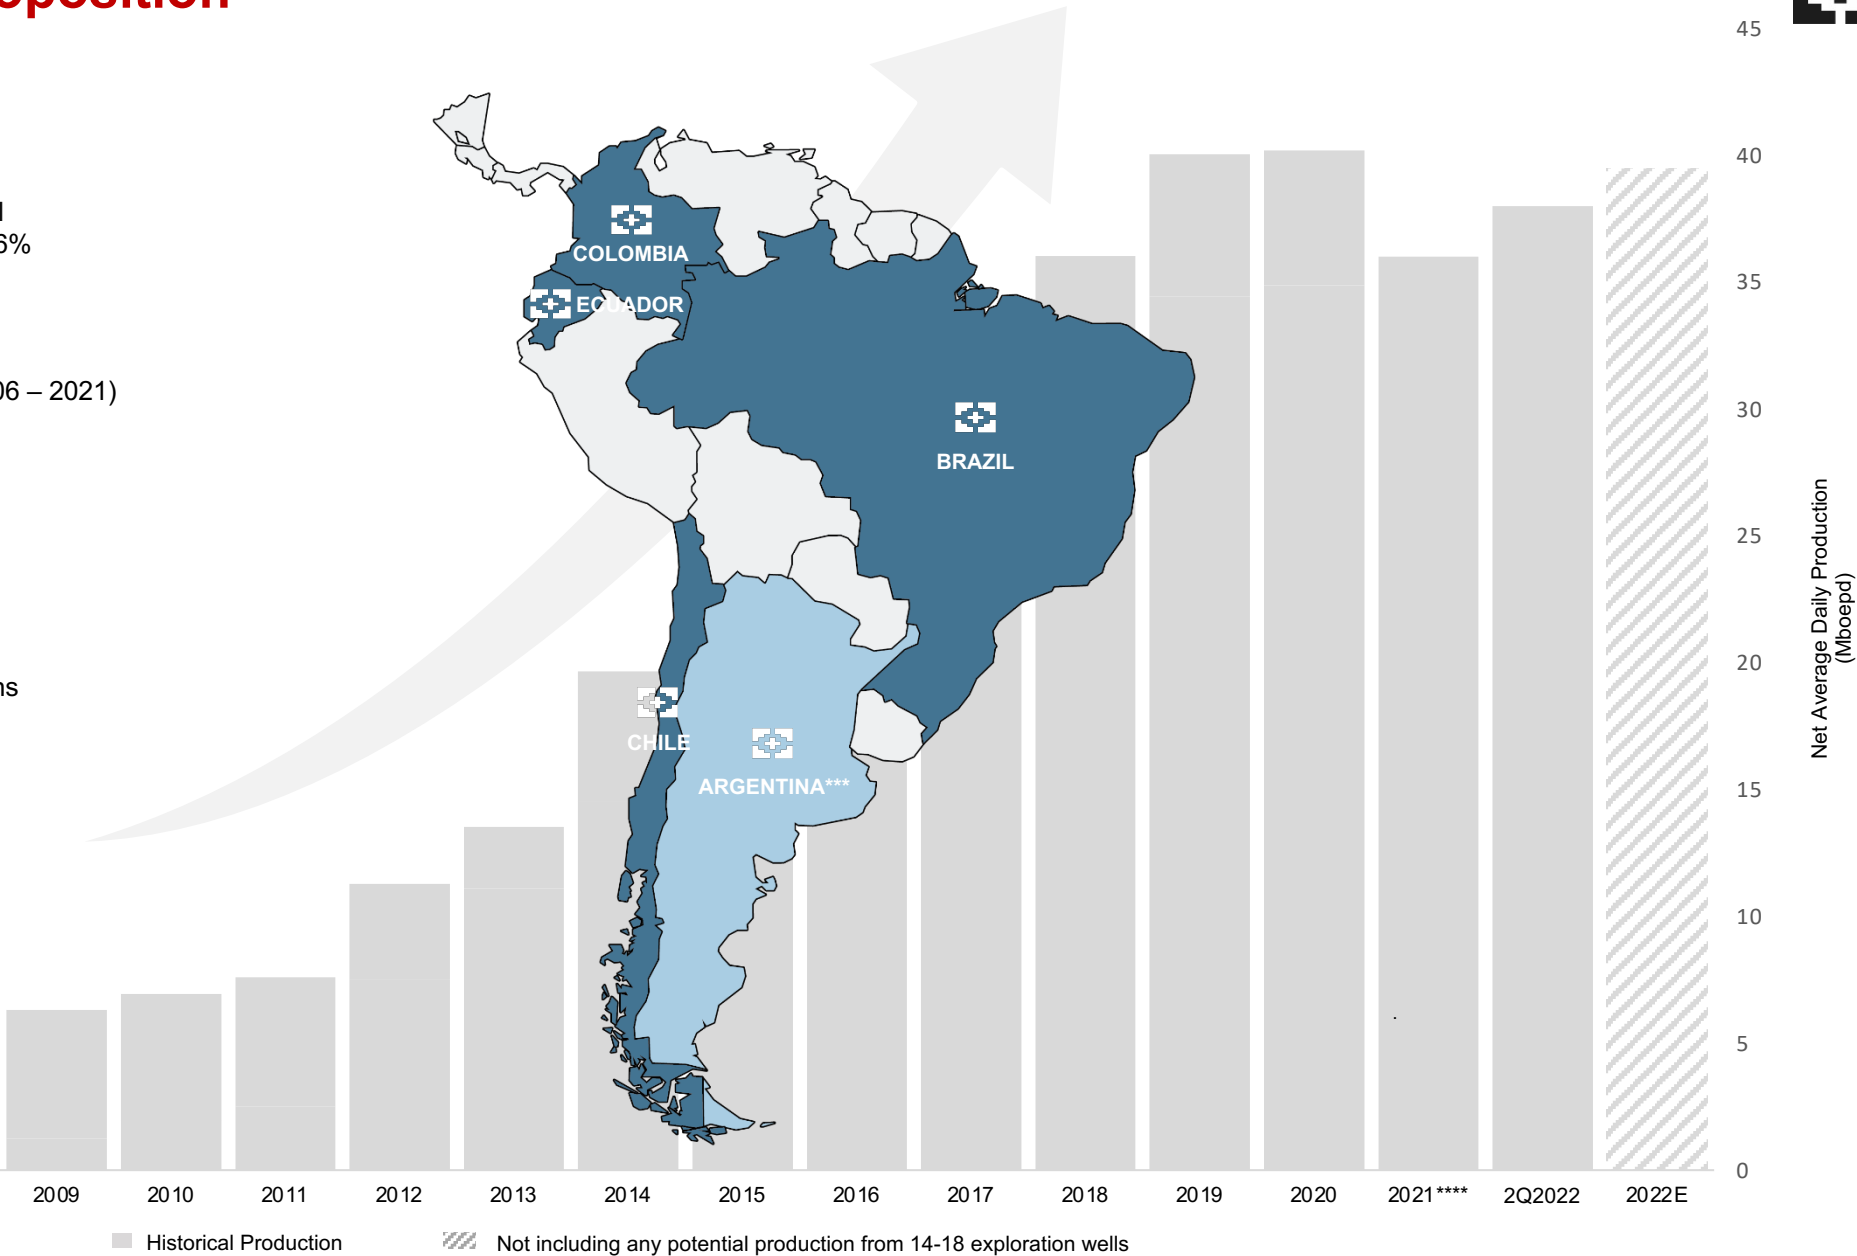 45
40
35
30
25
20
15
10
5
0
Net Average Daily Production
(Mboepd)
6%
– 2021)
COLOMBIA
ECUADOR
BRAZIL
CHILE
ARGENTINA***
2009 2010 2011 2012 2013 2014 2015 2016 2017 2018 2019 2020 2021**** 2Q2022 2022E
Historical Production
Not including any potential production from 14-18 exploration wells